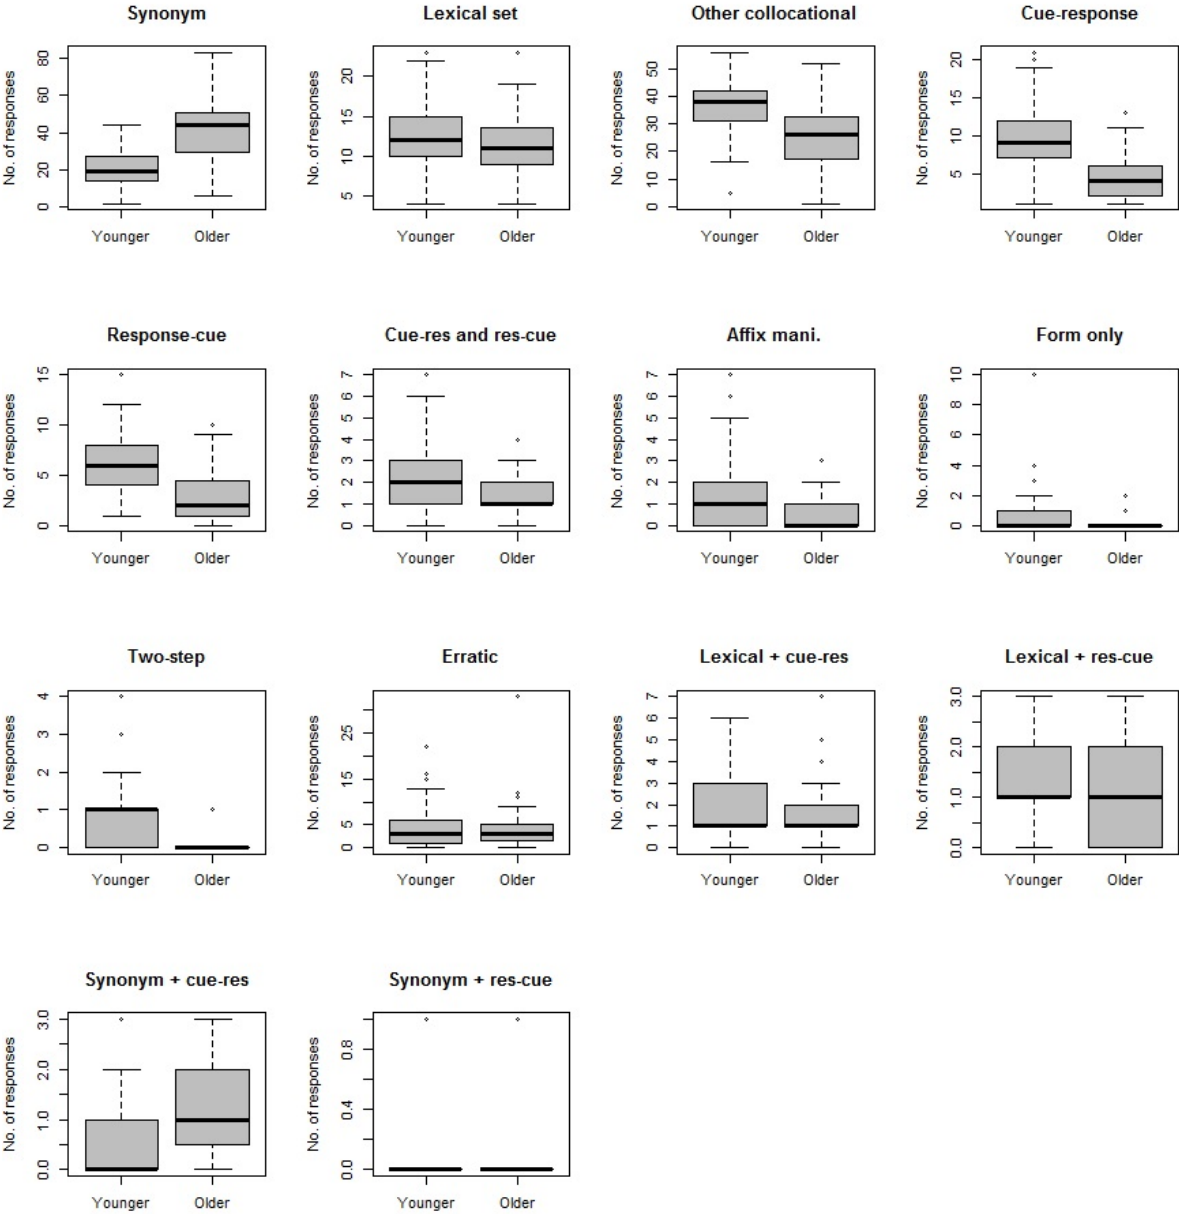 Synonym
No. of responses
0 20 40 60 80
Younger Older
Lexical set
No. of responses
5 10 15 20
Younger Older
Other collocational
No. of responses
0 10 20 30 40 50
Younger Older
Cue-response
No. of responses
5 10 15 20
Younger Older
Response-cue
No. of responses
0 5 10 15
Younger Older
Cue-res and res-cue
No. of responses
0 1 2 3 4 5 6 7
Younger Older
Affix mani.
No. of responses
0 1 2 3 4 5 6 7
Younger Older
Form only
No. of responses
0 2 4 6 8 10
Younger Older
Two-step
No. of responses
0 1 2 3 4
Younger Older
Erratic
No. of responses
0 5 15 25
Younger Older
Lexical + cue-res
No. of responses
0 1 2 3 4 5 6 7
Younger Older
Lexical + res-cue
No. of responses
0.0 1.0 2.0 3.0
Younger Older
Synonym + cue-res
No. of responses
0.0 1.0 2.0 3.0
Younger Older
Synonym + res-cue
No. of responses
0.0 0.4 0.8
Younger Older